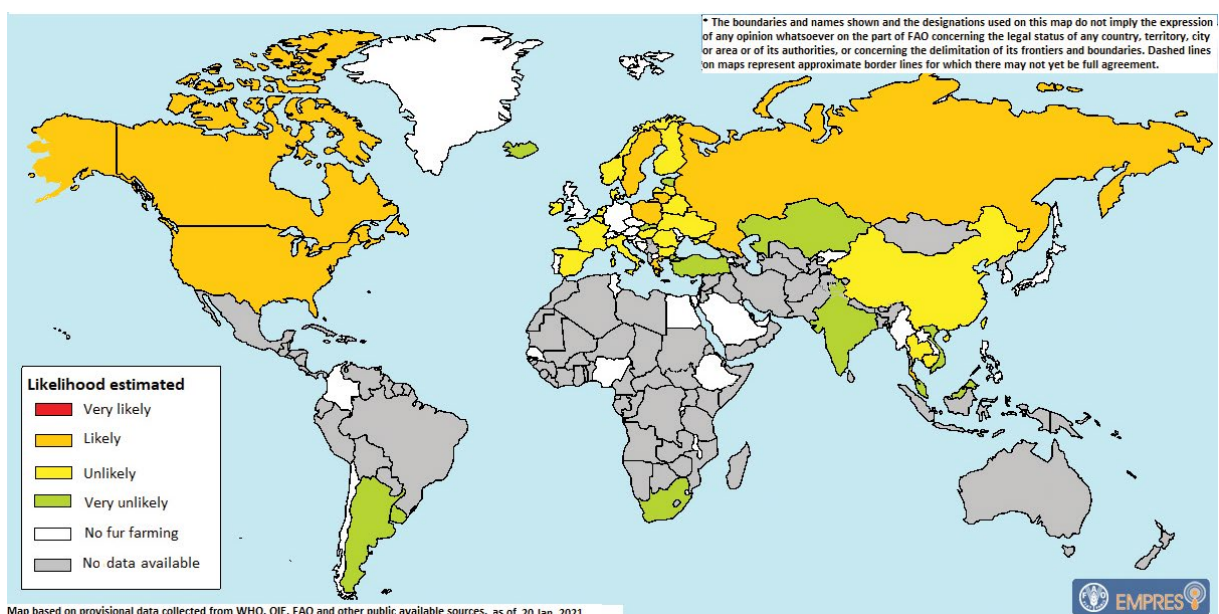 * The boundaries and names shown and the designations used on this map do not imply the expression
of any opinion whatsoever on the part of FAO concerning the legal status of any country, territory, city
or area or of its authorities, or concerning the delimitation of its frontiers and boundaries. Dashed lines
on maps represent approximate border lines for which there may not yet be full agreement.
Likelihood estimated
Very likely
Likely
Unlikely
Very unlikely
No fur farming
No data available
EMPRES
Map based on provisional data collected from WHO, OIE, FAO and other public available sources, as of 20 Jan. 2021